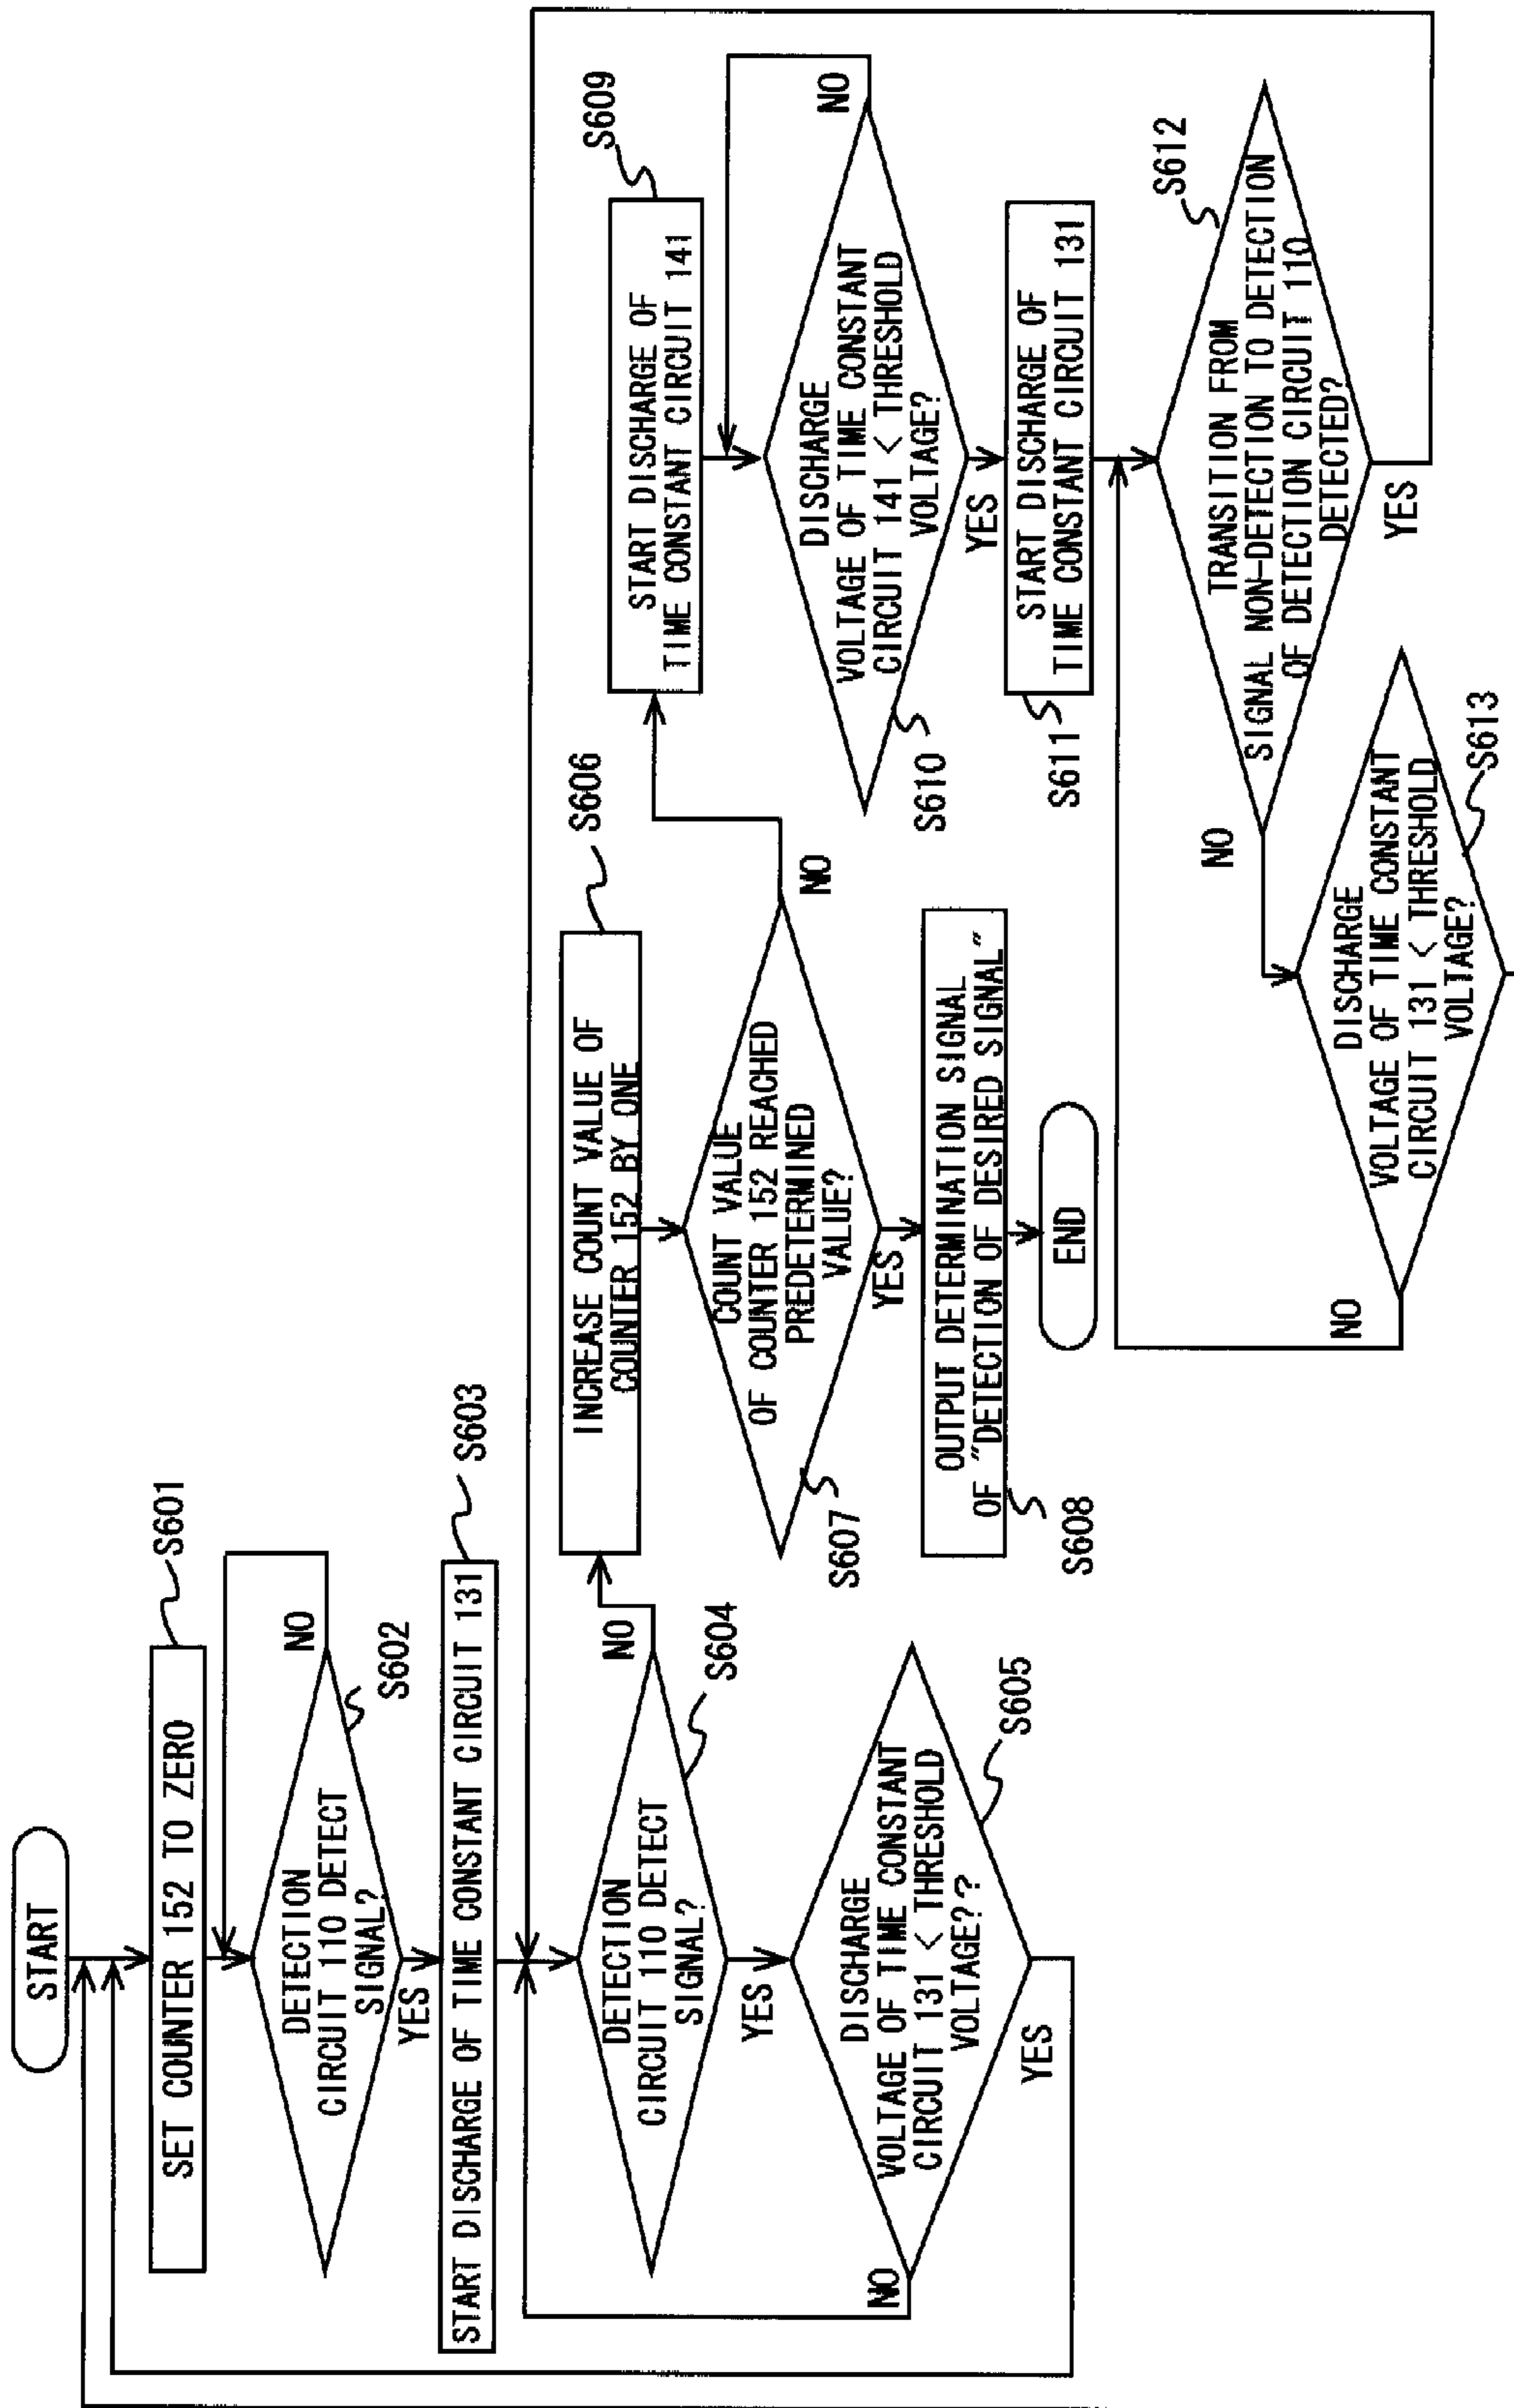 START
SET COUNTER 152 TO ZERO
S601
DETECTION
CIRCUIT 110 DETECT
SIGNAL?
NO
S602
YES
START DISCHARGE OF TIME CONSTANT CIRCUIT 131
S603
DETECTION
CIRCUIT 110 DETECT
SIGNAL?
NO
S604
YES
DISCHARGE
VOLTAGE OF TIME CONSTANT
CIRCUIT 131 < THRESHOLD
VOLTAGE??
S605
NO
YES
INCREASE COUNT VALUE OF
COUNTER 152 BY ONE
S606
COUNT VALUE
OF COUNTER 152 REACHED
PREDETERMINED
VALUE?
NO
S607
YES
OUTPUT DETERMINATION SIGNAL
OF "DETECTION OF DESIRED SIGNAL"
S608
END
START DISCHARGE OF
TIME CONSTANT CIRCUIT 141
S609
DISCHARGE
VOLTAGE OF TIME CONSTANT
CIRCUIT 141 < THRESHOLD
VOLTAGE?
NO
S610
YES
START DISCHARGE OF
TIME CONSTANT CIRCUIT 131
S611
TRANSITION FROM
SIGNAL NON-DETECTION TO DETECTION
OF DETECTION CIRCUIT 110
DETECTED?
S612
NO
YES
DISCHARGE
VOLTAGE OF TIME CONSTANT
CIRCUIT 131 < THRESHOLD
VOLTAGE?
S613
NO